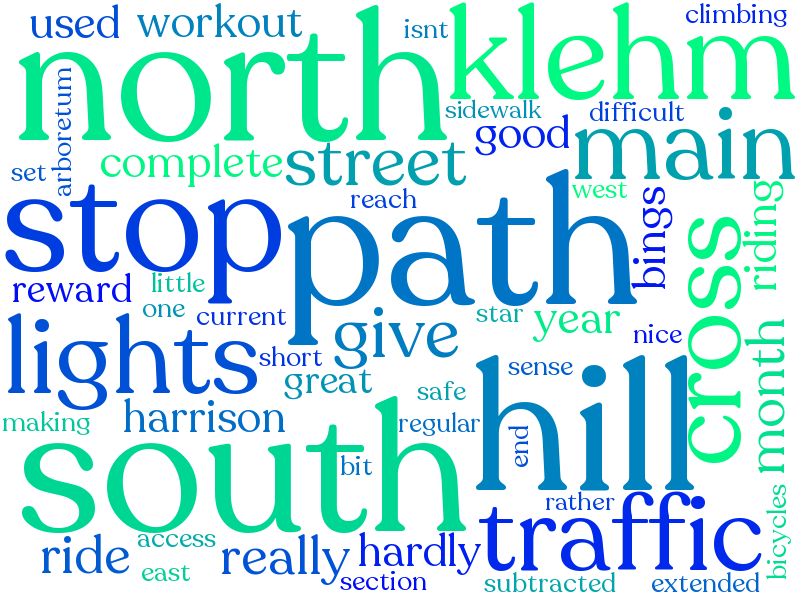 used workout isnt climbing
north klehm
arboretum
sidewalk difficult
good main
set complete street
west
stop path reach bings cross riding
reward little
one current star year nice
lights short give
great sense month
safe
making harrison regular
south hill end
bit
rather
traffic bicycles
ride access really hardly
east section subtracted extended